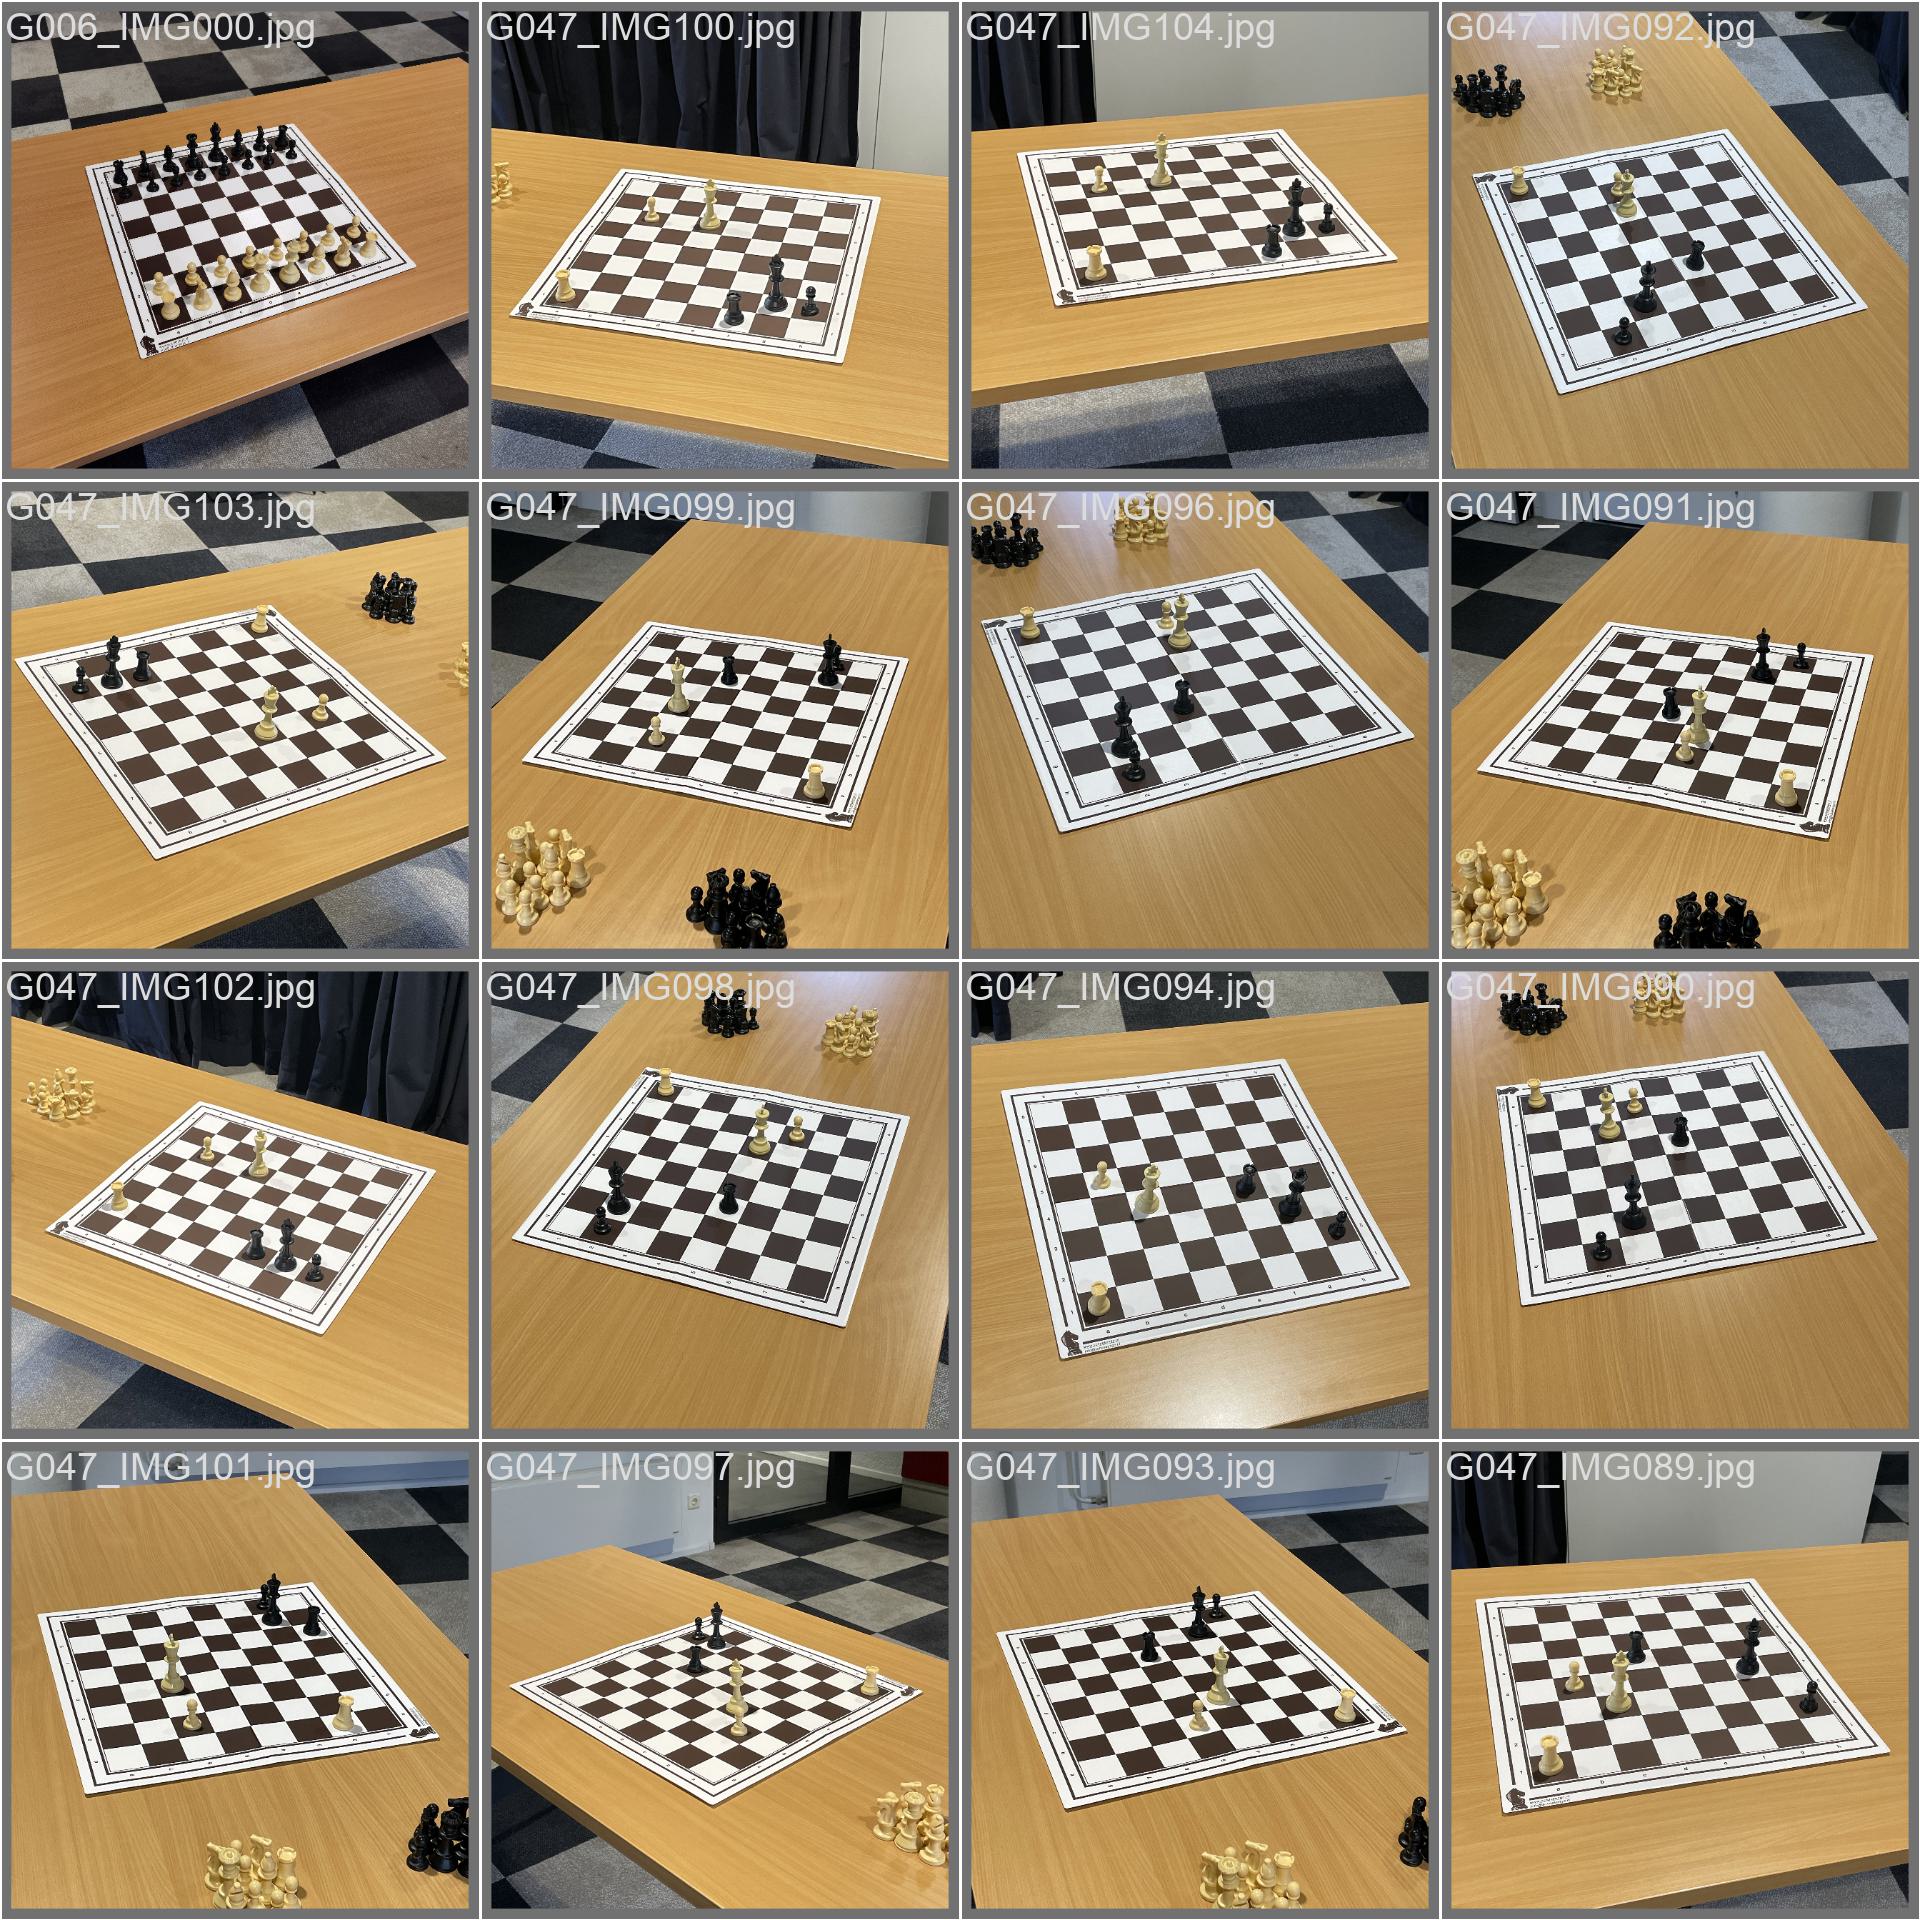 G006_IMG000.jpg
G047_IMG100.jpg
G047_IMG104.jpg
G047_IMG092.jpg
G047_IMG103.jpg
G047_IMG099.jpg
G047_IMG096.jpg
G047_IMG091.jpg
G047_IMG102.jpg
G047_IMG098.jpg
G047_IMG094.jpg
G047_IMG090.jpg
G047_IMG101.jpg
G047_IMG097.jpg
G047_IMG093.jpg
G047_IMG089.jpg